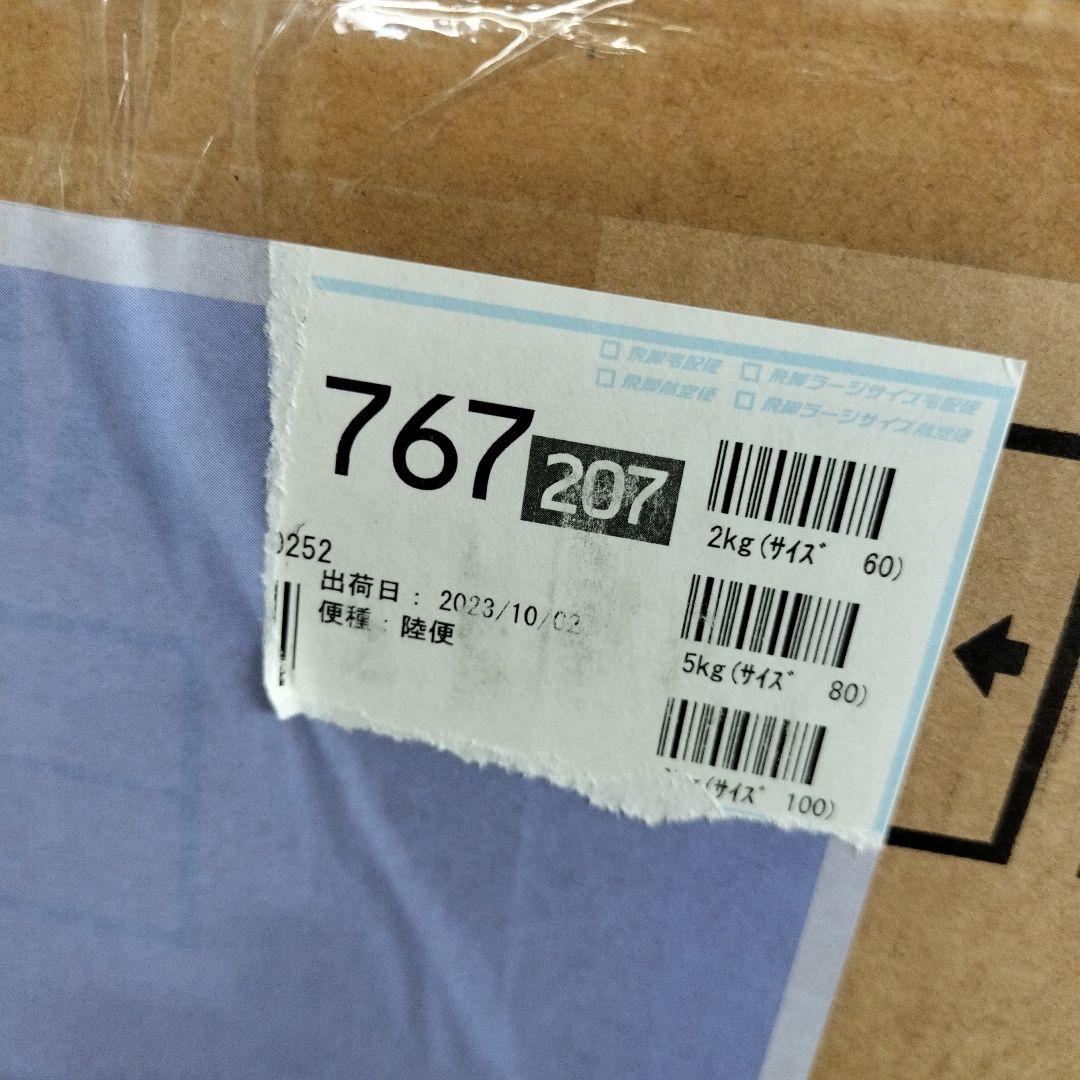 □ 飛脚宅配便 □ 飛脚ラージサイズ宅配便
□ 飛脚航空便 □ 飛脚ラージサイズ航空便
767 207
2kg(ｻｲｽﾞ 60)
0252
出荷日: 2023/10/02
便種: 陸便
5kg(ｻｲｽﾞ 80)
(ｻｲｽﾞ 100)